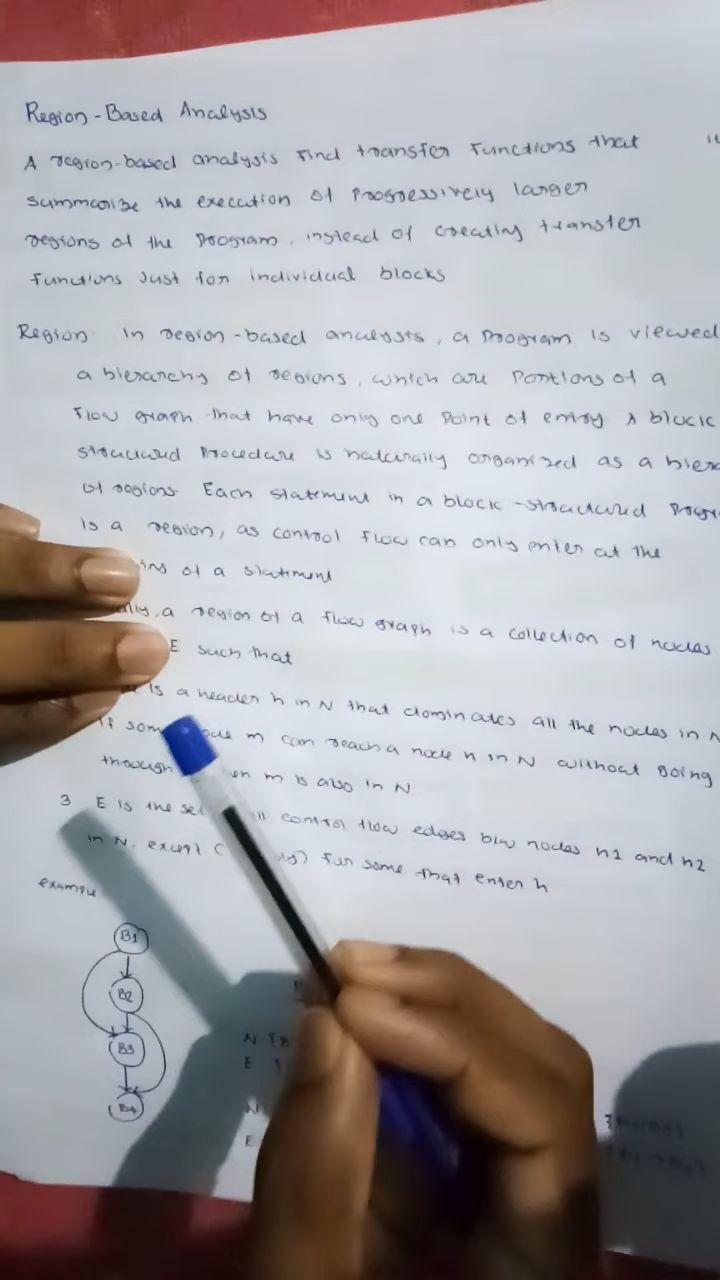 Region-Based Analysis
A region-based analysis find transfer functions that
summarize the execution of progressively larger
regions of the program, instead of creating transfer
functions just for individual blocks
Region In region-based analysis, a program is viewed
a hierarchy of regions, which are portions of a
flow graph that have only one point of entry A block
structured procedure is naturally organized as a hiera
of regions Each statement in a block-structured Progr
is a region, as control flow can only enter at the
of a statement
a region of a flow graph is a collection of nodes
E such that
is a header h in N that dominates all the nodes in N
If some m can reach a node n in N without going
through m is also in N
3 E is the set control flow edges b/w nodes n1 and n2
in N, except for some that enter h
example
B1
B2
B3
B4
N {B
E
N
E